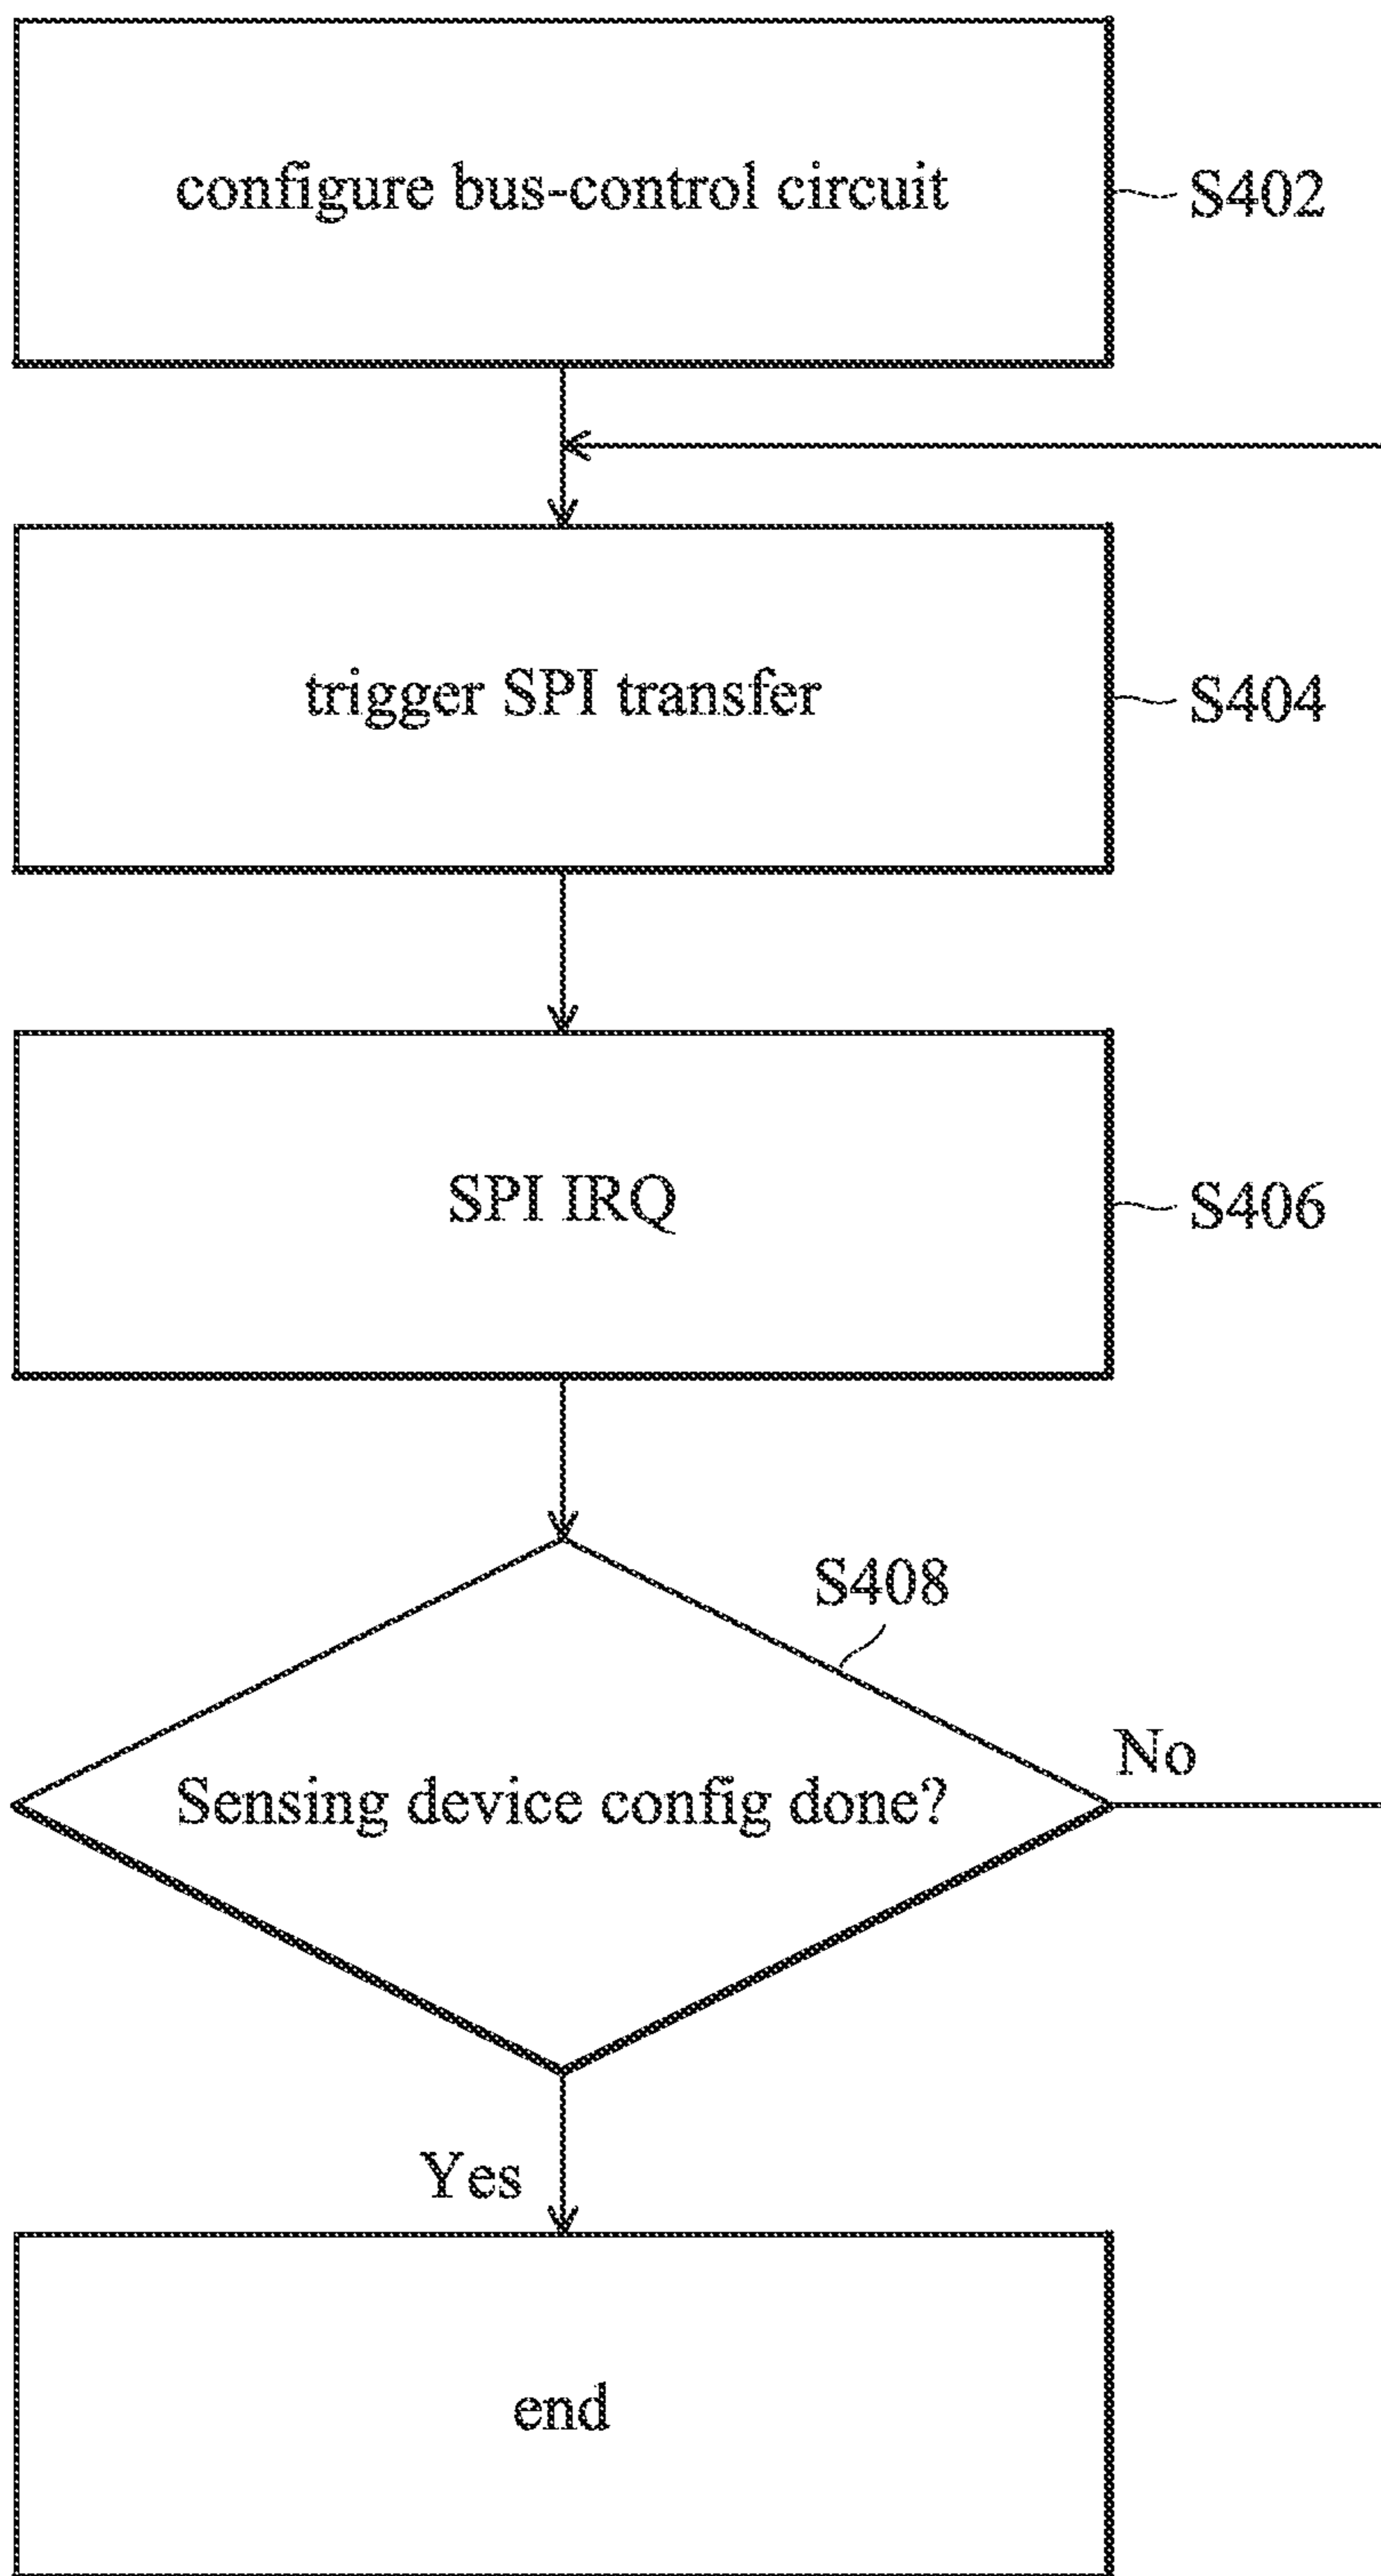 configure bus-control circuit
S402
trigger SPI transfer
S404
SPI IRQ
S406
S408
Sensing device config done?
No
Yes
end